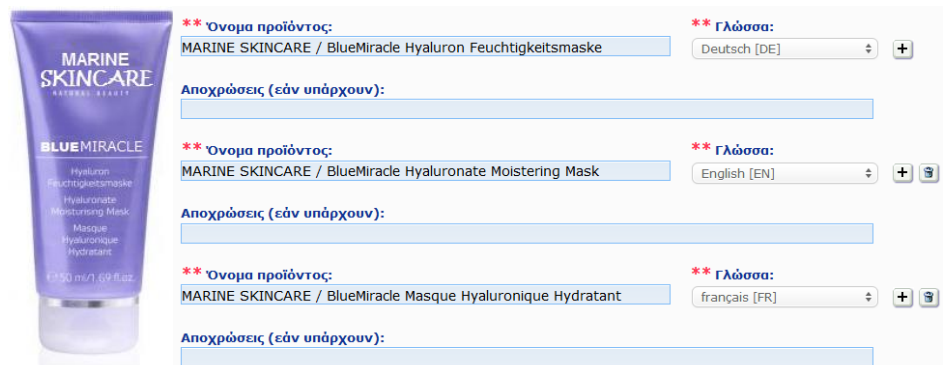 MARINE
SKINCARE
NATURAL BEAUTY
BLUEMIRACLE
Hyaluron
Feuchtigkeitsmaske
Hyaluronate
Moisturising Mask
Masque
Hyaluronique
Hydratant
50 ml/1.69 fl.oz.
** Όνομα προϊόντος: ** Γλώσσα:
MARINE SKINCARE / BlueMiracle Hyaluron Feuchtigkeitsmaske Deutsch [DE] +
Αποχρώσεις (εάν υπάρχουν):
** Όνομα προϊόντος: ** Γλώσσα:
MARINE SKINCARE / BlueMiracle Hyaluronate Moistering Mask English [EN] +
Αποχρώσεις (εάν υπάρχουν):
** Όνομα προϊόντος: ** Γλώσσα:
MARINE SKINCARE / BlueMiracle Masque Hyaluronique Hydratant français [FR] +
Αποχρώσεις (εάν υπάρχουν):